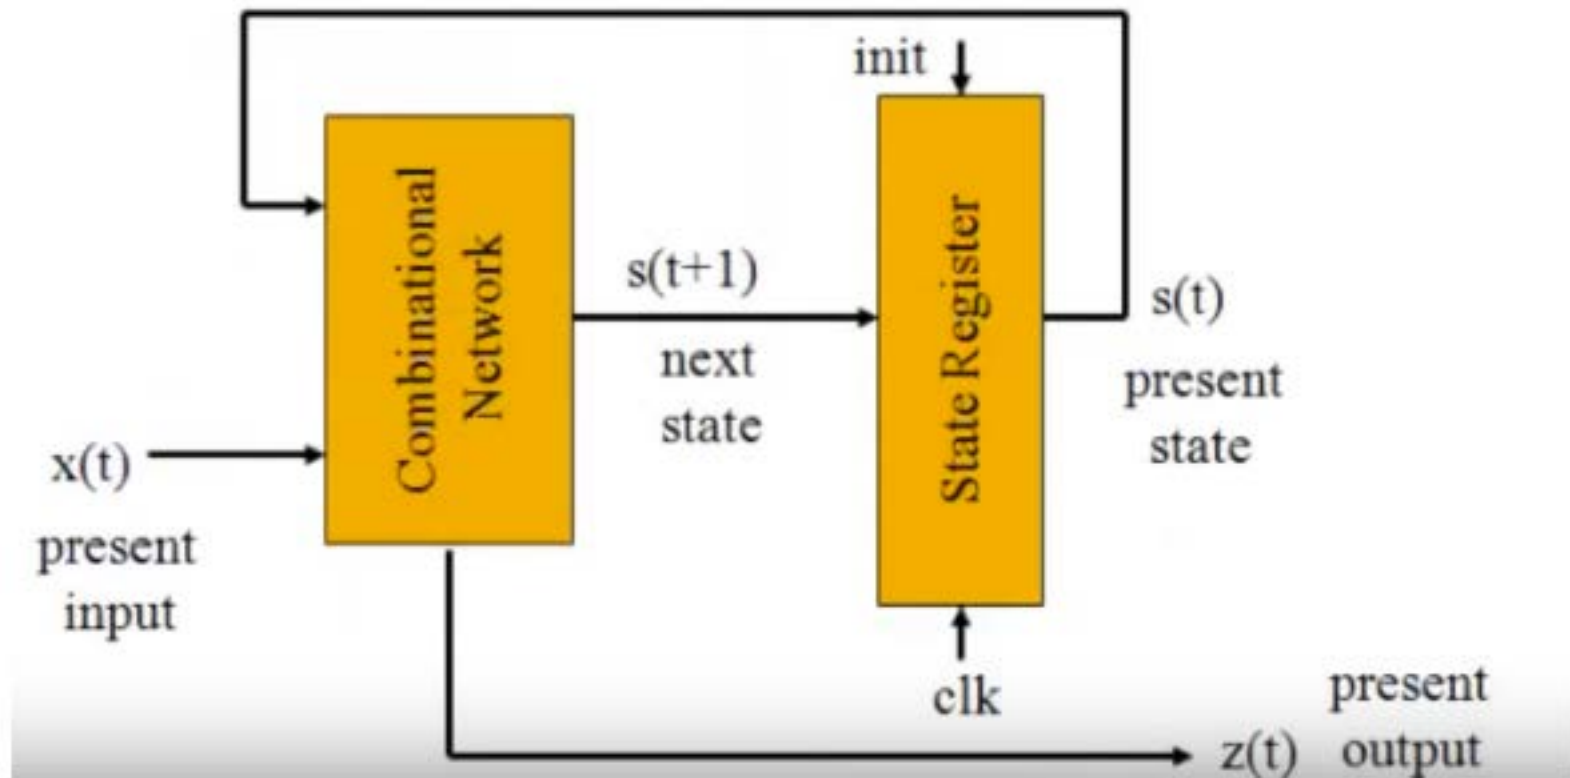 init
Combinational
Network
s(t+1)
next
state
State Register
s(t)
present
state
x(t)
present
input
clk
z(t)
present
output